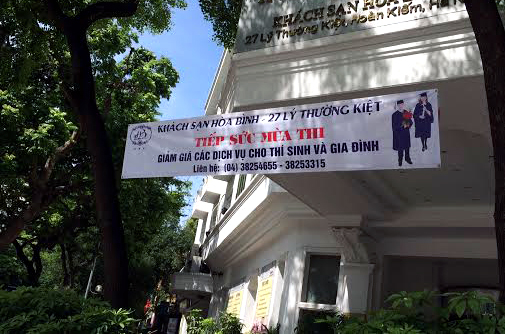 KHÁCH SẠN HÒA
27 Lý Thường Kiệt, Hoàn Kiếm, Hà
KHÁCH SẠN HÒA BÌNH - 27 LÝ THƯỜNG KIỆT
TIẾP SỨC MÙA THI
GIẢM GIÁ CÁC DỊCH VỤ CHO THÍ SINH VÀ GIA ĐÌNH
Liên hệ: (04) 38254655 - 38253315